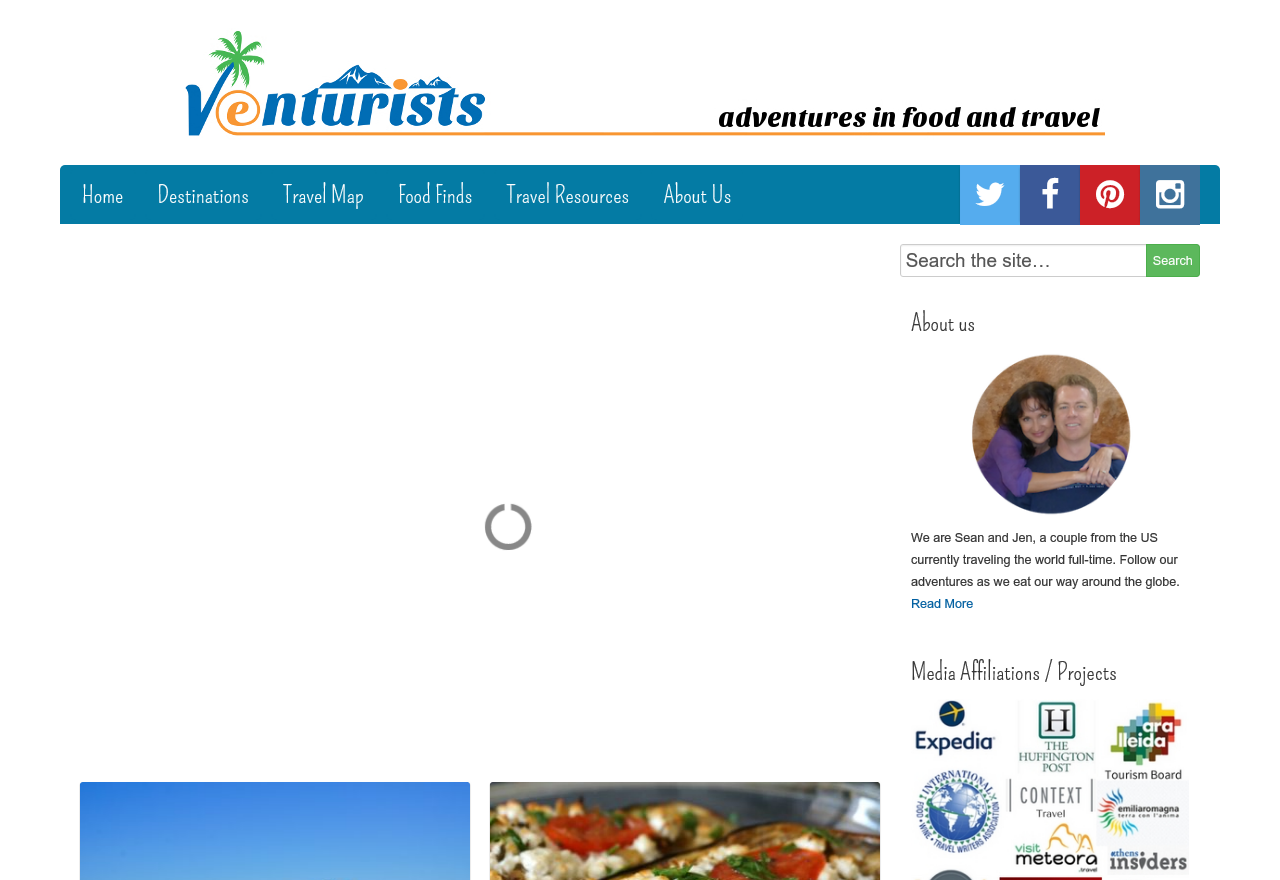 Venturists
adventures in food and travel
Home Destinations Travel Map Food Finds Travel Resources About Us
Search the site... Search
About us
We are Sean and Jen, a couple from the US
currently traveling the world full-time. Follow our
adventures as we eat our way around the globe.
Read More
Media Affiliations / Projects
Expedia
H
THE
HUFFINGTON
POST
ara
lleida
Tourism Board
INTERNATIONAL
FOOD • WINE • TRAVEL WRITERS ASSOCIATION
CONTEXT
Travel
emiliaromagna
terra con l'anima
visit
meteora
.travel
athens
insiders